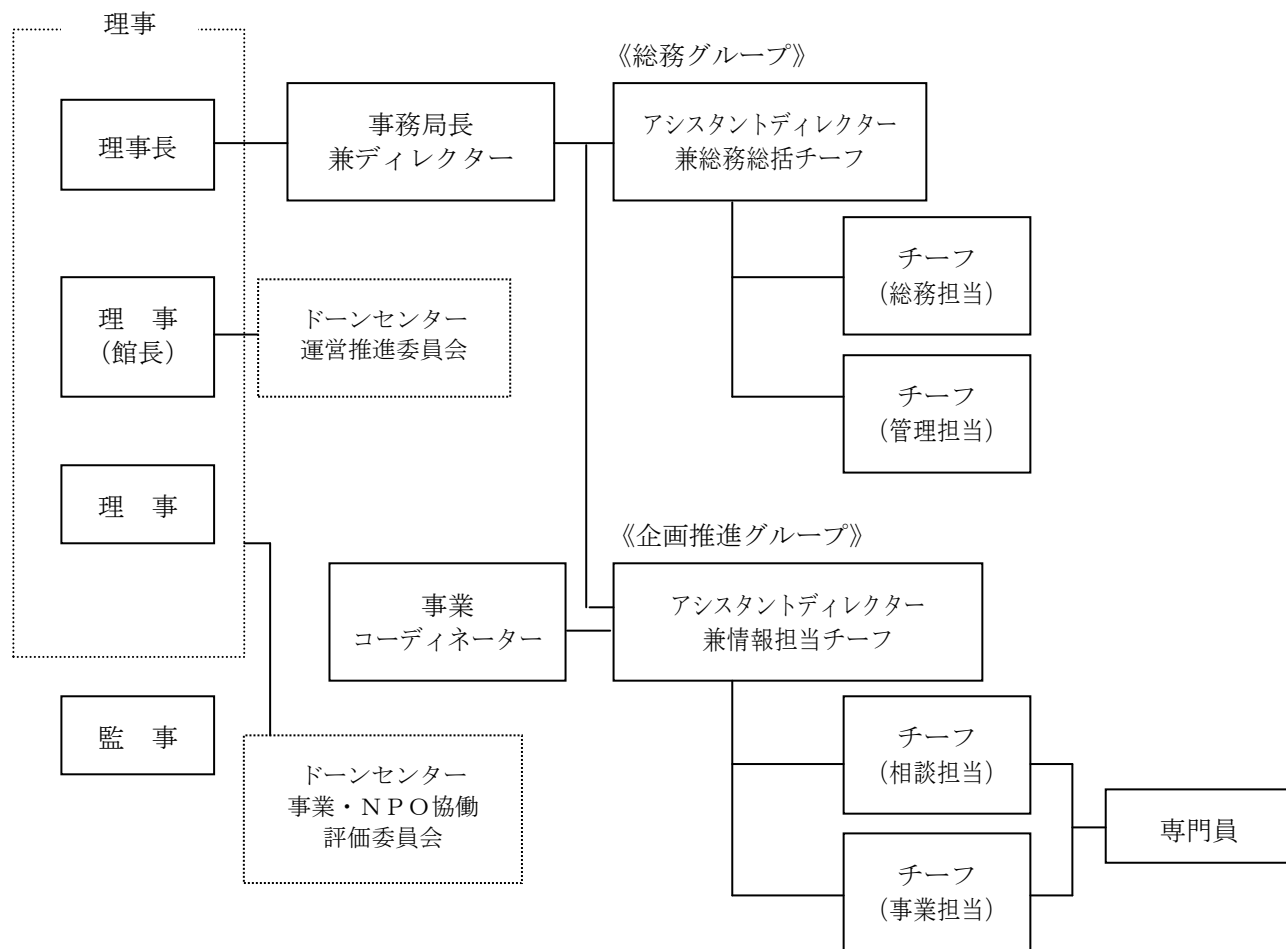 理事
理事長
理　事
（館長）
理　事
監　事
事務局長
兼ディレクター
ドーンセンター
運営推進委員会
ドーンセンター
事業・ＮＰＯ協働
評価委員会
《総務グループ》
アシスタントディレクター
兼総務総括チーフ
チーフ
（総務担当）
チーフ
（管理担当）
《企画推進グループ》
事業
コーディネーター
アシスタントディレクター
兼情報担当チーフ
チーフ
（相談担当）
チーフ
（事業担当）
専門員